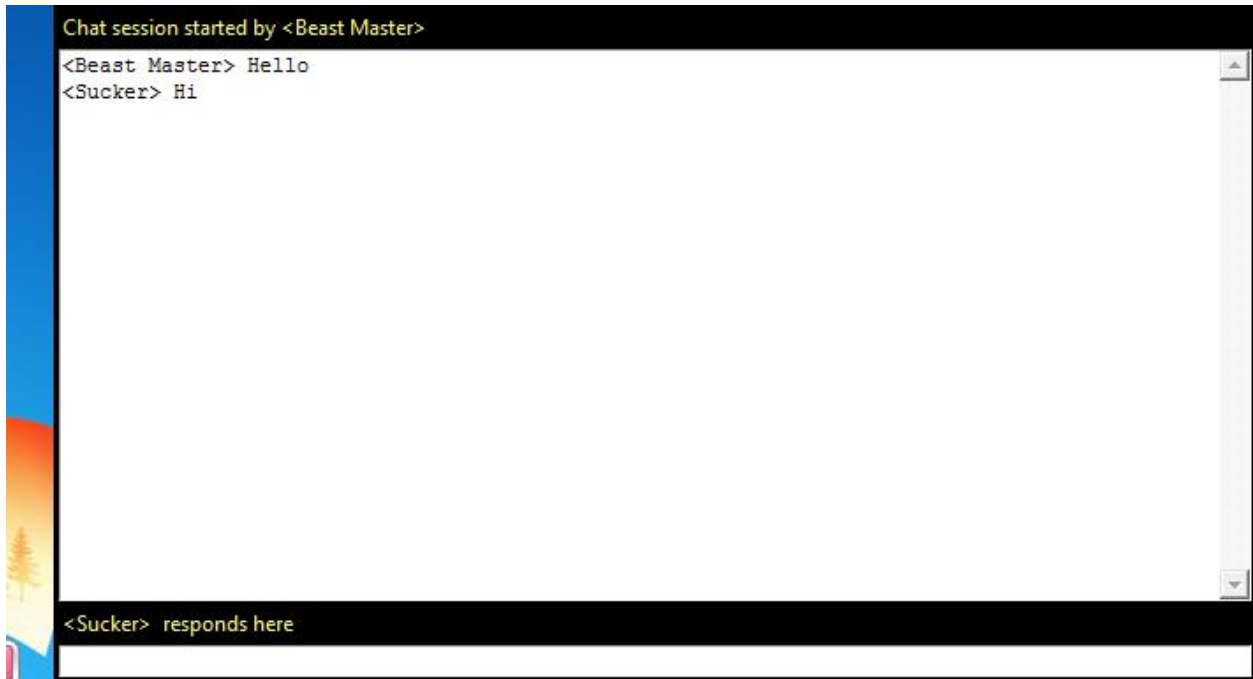 Chat session started by <Beast Master>
<Beast Master> Hello
<Sucker> Hi
<Sucker> responds here